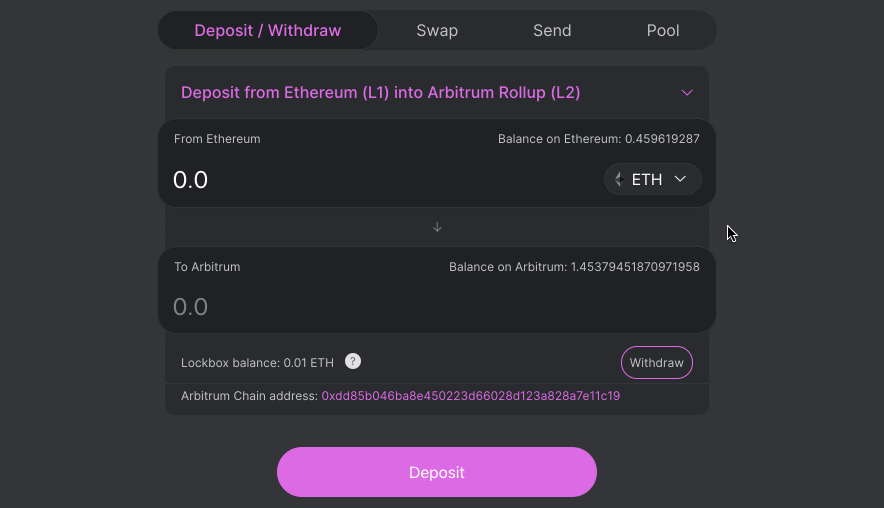 Deposit / Withdraw Swap Send Pool
Deposit from Ethereum (L1) into Arbitrum Rollup (L2)
From Ethereum Balance on Ethereum: 0.459619287
0.0 ETH
To Arbitrum Balance on Arbitrum: 1.45379451870971958
0.0
Lockbox balance: 0.01 ETH ? Withdraw
Arbitrum Chain address: 0xdd85b046ba8e450223d66028d123a828a7e11c19
Deposit